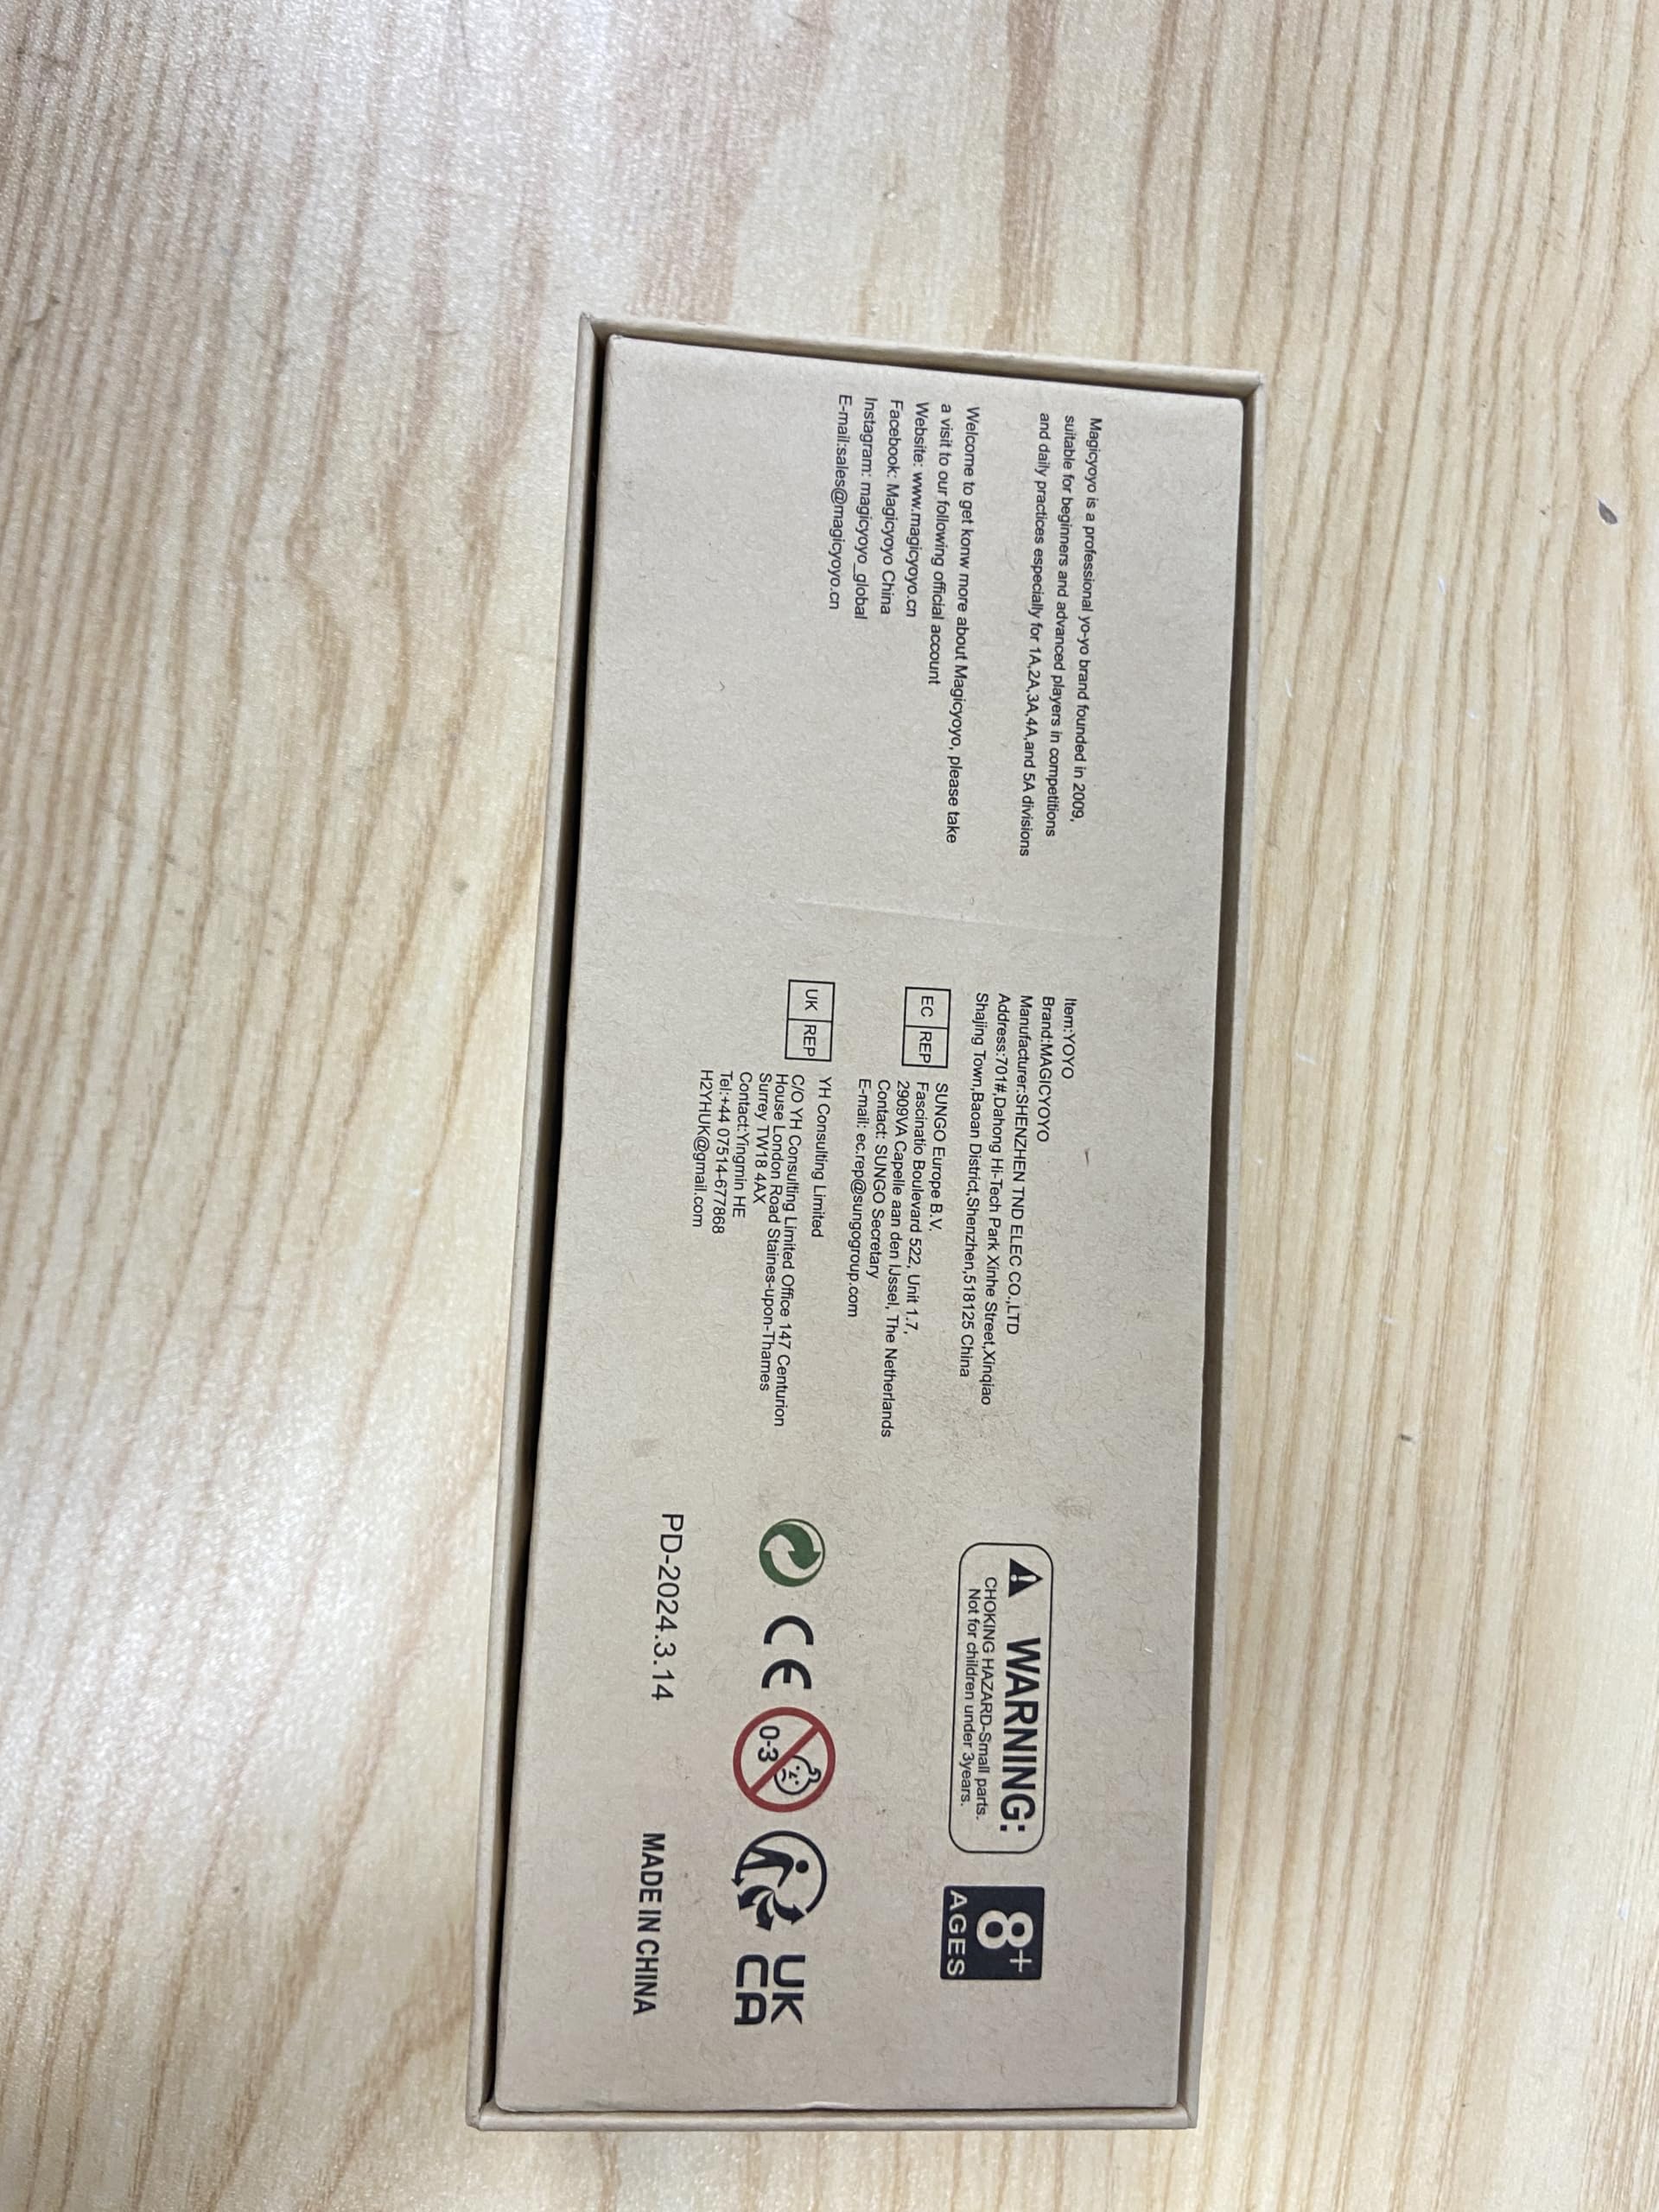 Magicyoyo is a professional yo-yo brand founded in 2009,
suitable for beginners and advanced players in competitions
and daily practices especially for 1A,2A,3A,4A,and 5A divisions
Welcome to get konw more about Magicyoyo, please take
a visit to our following official account
Website: www.magicyoyo.cn
Facebook: Magicyoyo China
Instagram: magicyoyo_global
E-mail:sales@magicyoyo.cn
Item:YOYO
Brand:MAGICYOYO
Manufacturer:SHENZHEN TND ELEC CO.,LTD
Address:701#,Dahong Hi-Tech Park Xinhe Street,Xinqiao
Shajing Town,Baoan District,Shenzhen,518125 China
EC REP
SUNGO Europe B.V.
Fascinatio Boulevard 522, Unit 1.7,
2909VA Capelle aan den IJssel, The Netherlands
Contact: SUNGO Secretary
E-mail: ec.rep@sungogroup.com
UK REP
YH Consulting Limited
C/O YH Consulting Limited Office 147 Centurion
House London Road Staines-upon-Thames
Surrey TW18 4AX
Contact:Yingmin HE
Tel:+44 07514-677868
H2YHUK@gmail.com
WARNING:
CHOKING HAZARD-Small parts.
Not for children under 3years.
8+
AGES
CE
0-3
UK
CA
PD-2024.3.14
MADE IN CHINA